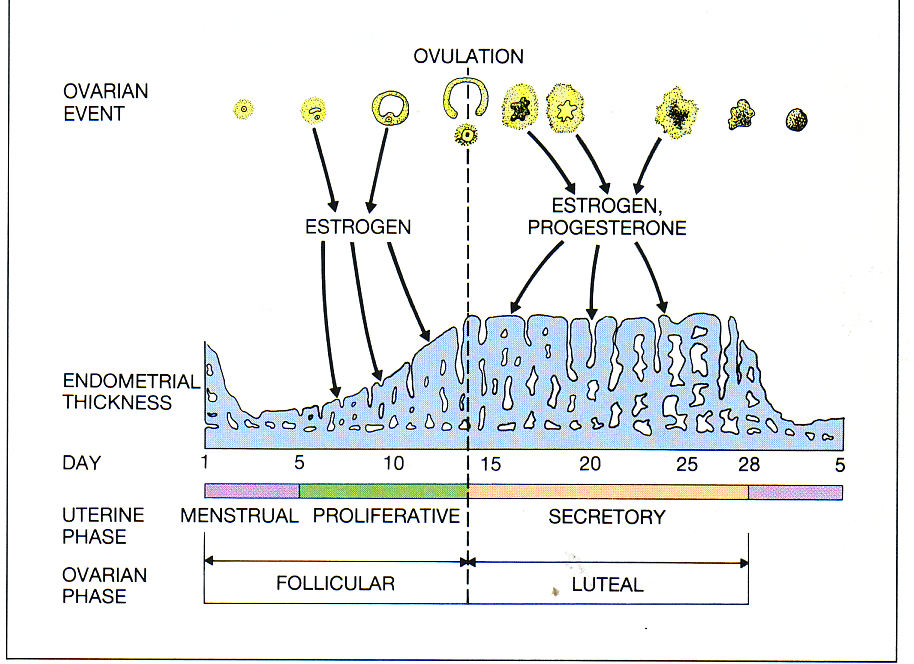 OVULATION
OVARIAN
EVENT
ESTROGEN
ESTROGEN,
PROGESTERONE
ENDOMETRIAL
THICKNESS
DAY 1 5 10 15 20 25 28 5
UTERINE MENSTRUAL PROLIFERATIVE SECRETORY
PHASE
OVARIAN FOLLICULAR LUTEAL
PHASE